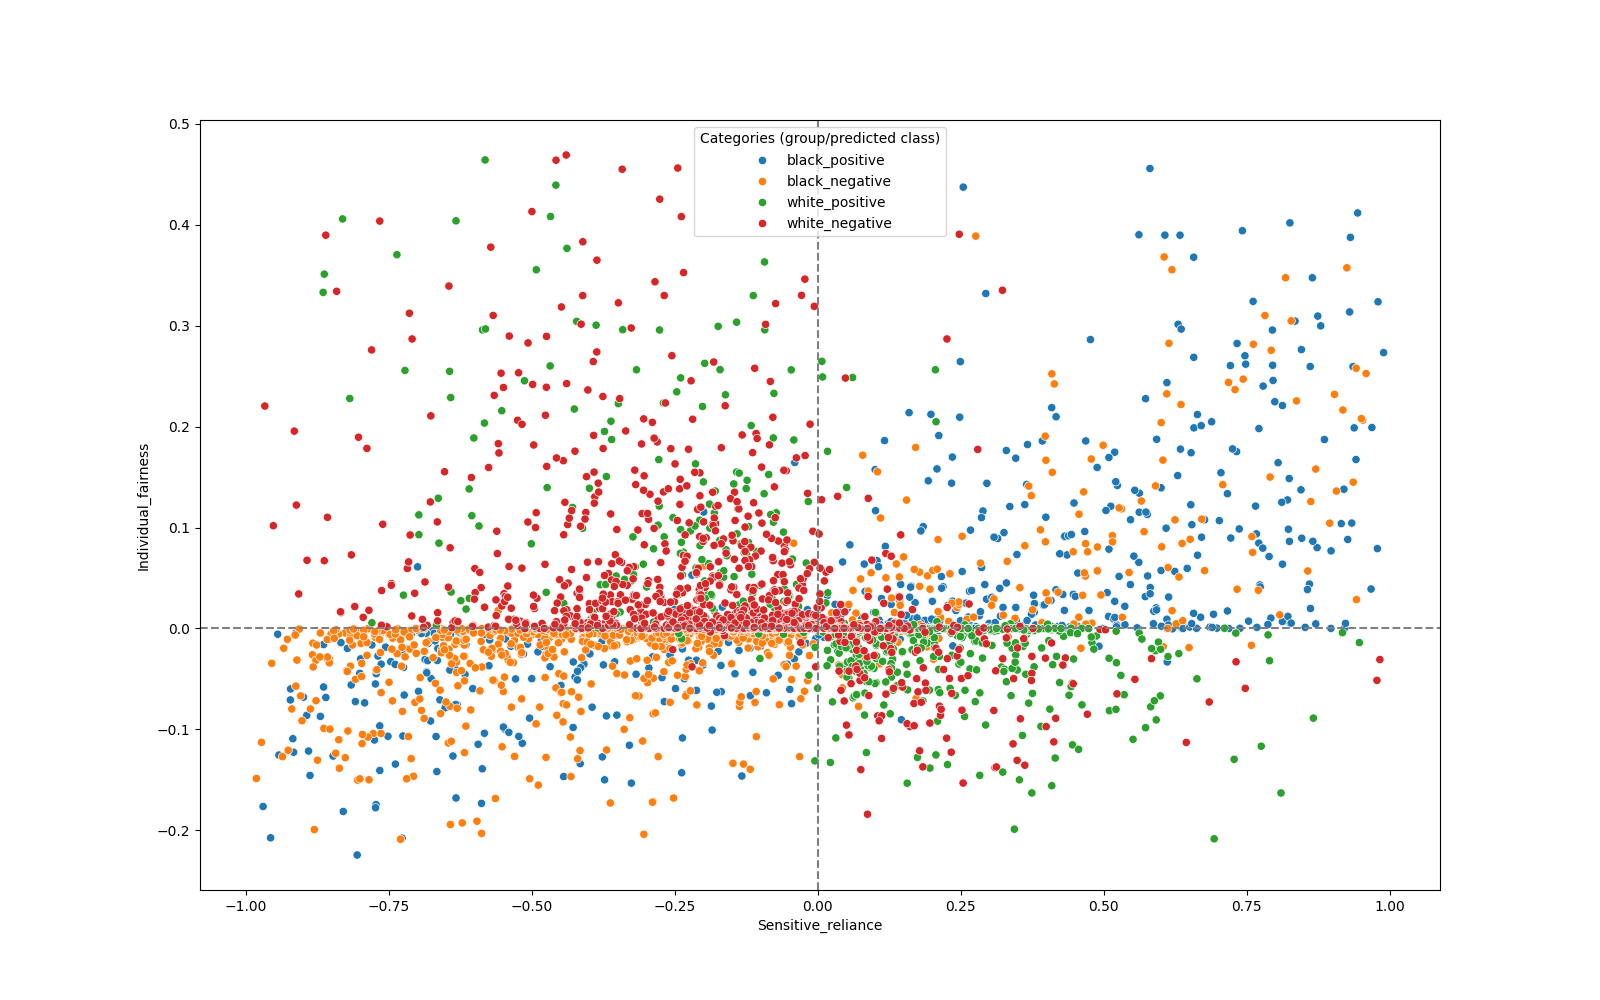 Categories (group/predicted class)
black_positive
black_negative
white_positive
white_negative
0.5
0.4
0.3
0.2
0.1
0.0
−0.1
−0.2
Individual_fairness
−1.00
−0.75
−0.50
−0.25
0.00
0.25
0.50
0.75
1.00
Sensitive_reliance